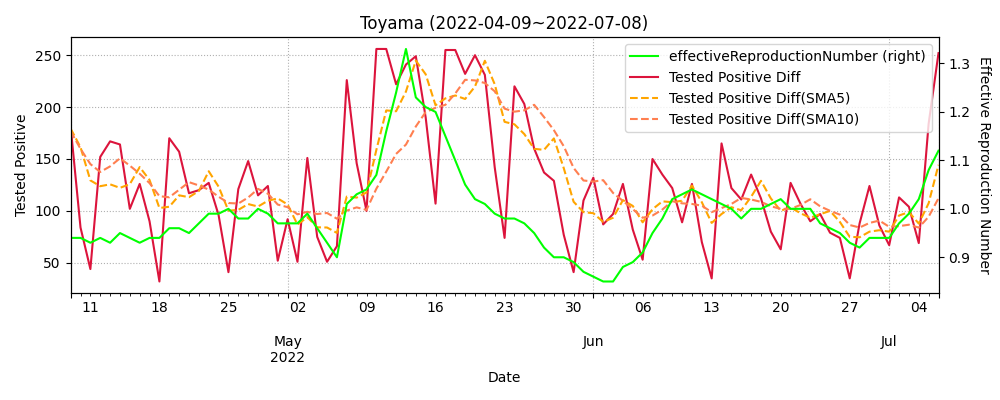 Toyama (2022-04-09~2022-07-08)
effectiveReproductionNumber (right)
Tested Positive Diff
Tested Positive Diff(SMA5)
Tested Positive Diff(SMA10)
Tested Positive
250
200
150
100
50
1.3
1.2
1.1
1.0
0.9
Effective Reproduction Number
11 18 25 02 09 16 23 30 06 13 20 27 04
May Jun Jul
2022
Date